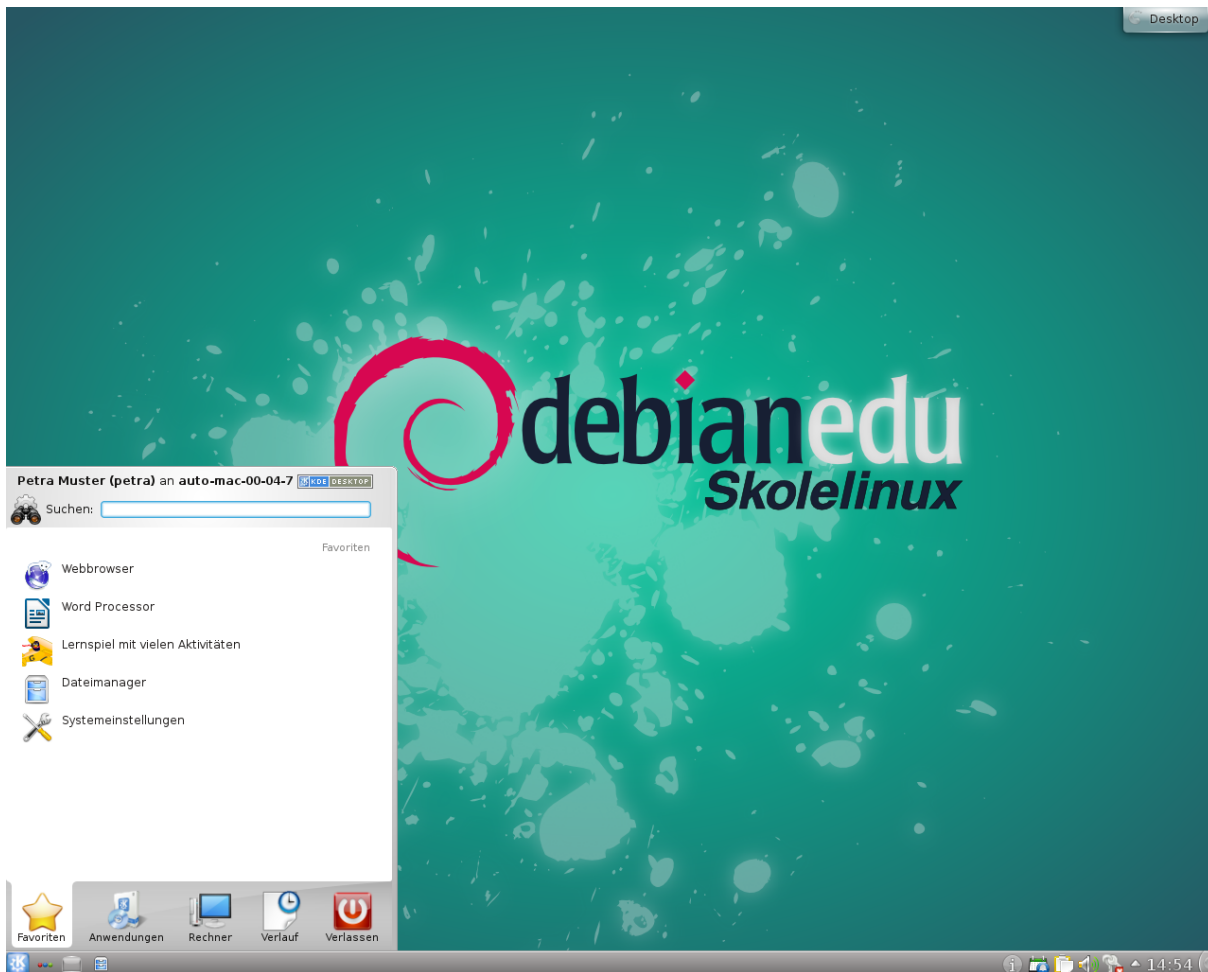 Desktop
debianedu
Skolelinux
Petra Muster (petra) an auto-mac-00-04-7 KDE DESKTOP
Suchen:
Favoriten
Webbrowser
Word Processor
Lernspiel mit vielen Aktivitäten
Dateimanager
Systemeinstellungen
Favoriten Anwendungen Rechner Verlauf Verlassen
14:54